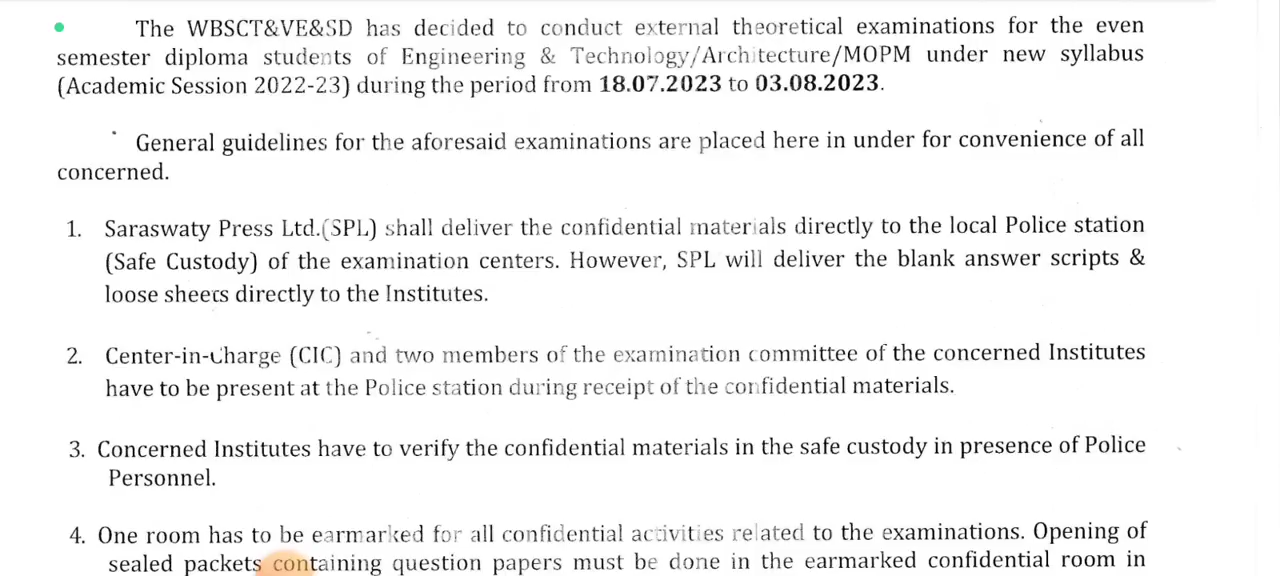 The WBSCT&VE&SD has decided to conduct external theoretical examinations for the even
semester diploma students of Engineering & Technology/Architecture/MOPM under new syllabus
(Academic Session 2022-23) during the period from 18.07.2023 to 03.08.2023.
General guidelines for the aforesaid examinations are placed here in under for convenience of all
concerned.
1. Saraswaty Press Ltd.(SPL) shall deliver the confidential materials directly to the local Police station
(Safe Custody) of the examination centers. However, SPL will deliver the blank answer scripts &
loose sheets directly to the Institutes.
2. Center-in-Charge (CIC) and two members of the examination committee of the concerned Institutes
have to be present at the Police station during receipt of the confidential materials.
3. Concerned Institutes have to verify the confidential materials in the safe custody in presence of Police
Personnel.
4. One room has to be earmarked for all confidential activities related to the examinations. Opening of
sealed packets containing question papers must be done in the earmarked confidential room in